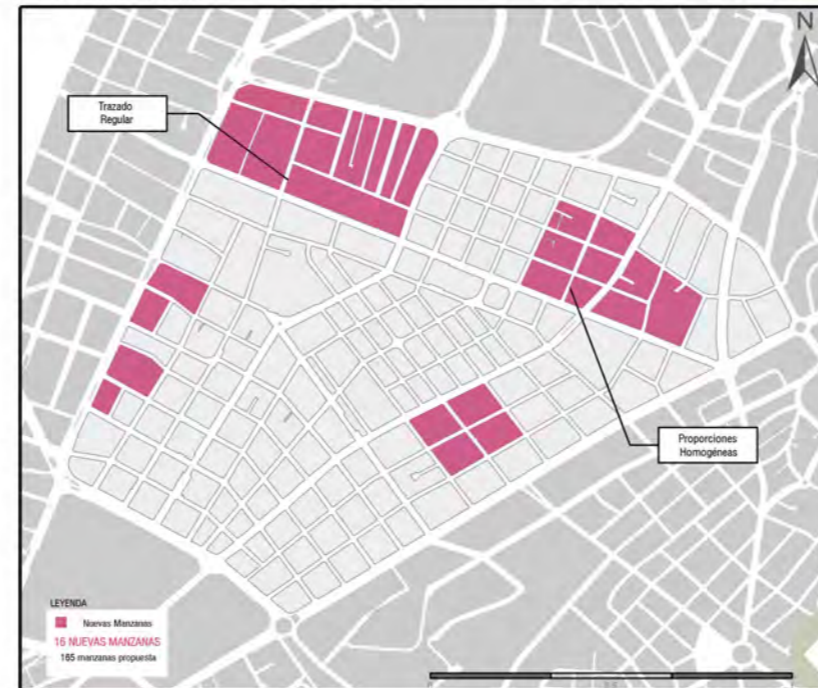 N
Trazado
Regular
Proporciones
Homogéneas
LEYENDA
Nuevas Manzanas
16 NUEVAS MANZANAS
165 manzanas propuesta